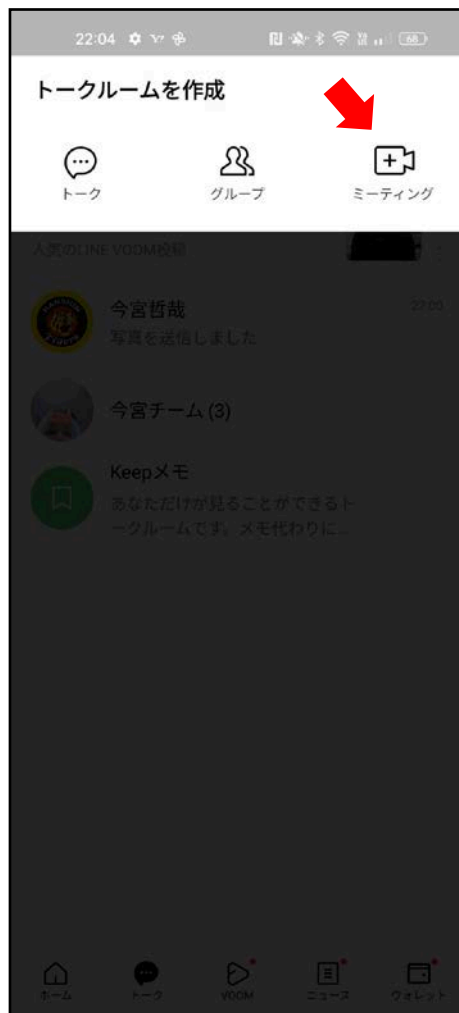 22:04
68
トークルームを作成
トーク
グループ
ミーティング
人気のLINE VOOM投稿
今宮哲哉
22:00
写真を送信しました
今宮チーム (3)
Keepメモ
あなただけが見ることができるト
ークルームです。メモ代わりに...
ホーム
トーク
VOOM
ニュース
ウォレット